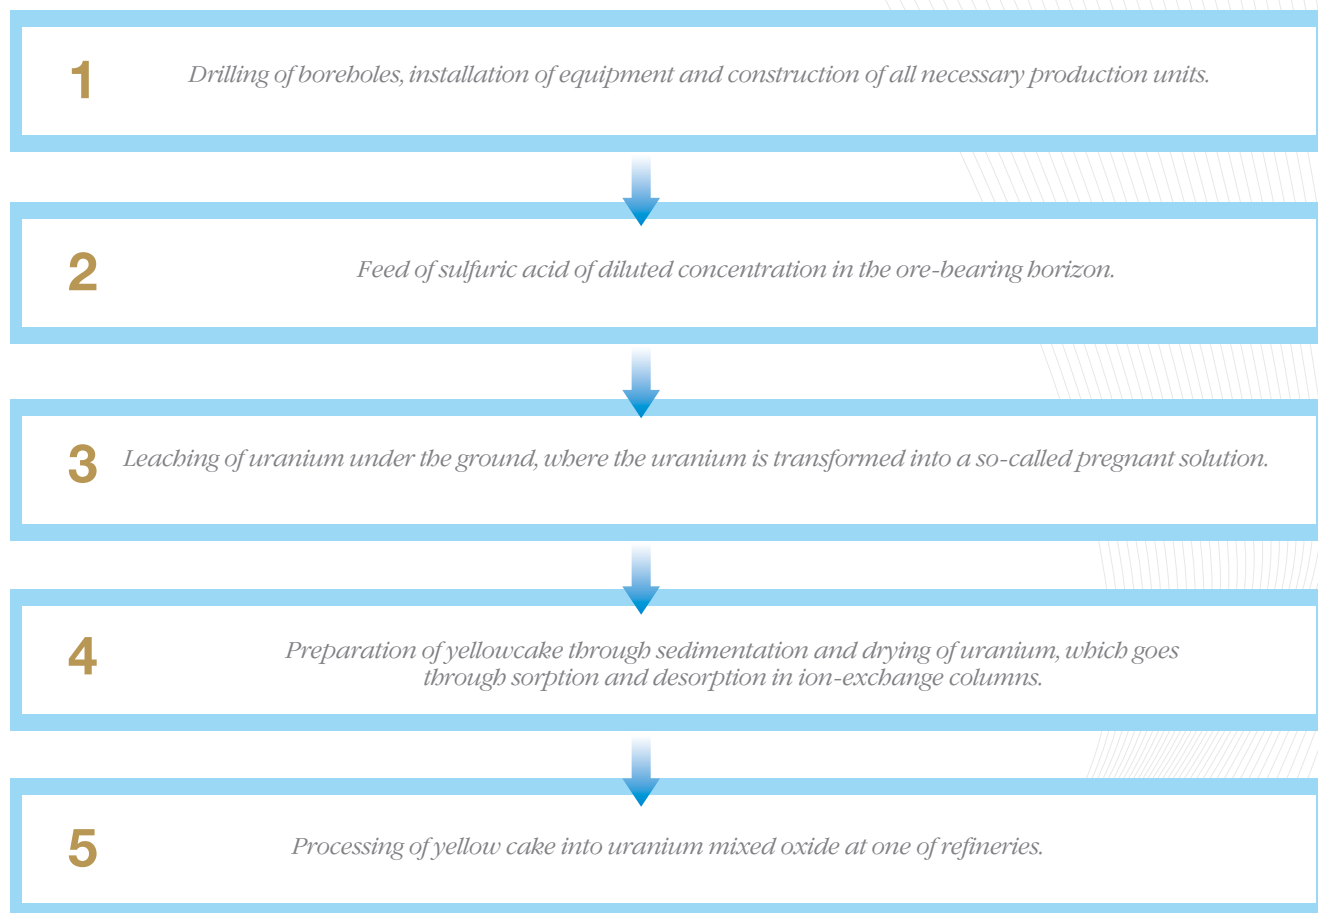 1
Drilling of boreholes, installation of equipment and construction of all necessary production units.
2
Feed of sulfuric acid of diluted concentration in the ore-bearing horizon.
3
Leaching of uranium under the ground, where the uranium is transformed into a so-called pregnant solution.
4
Preparation of yellowcake through sedimentation and drying of uranium, which goes
through sorption and desorption in ion-exchange columns.
5
Processing of yellow cake into uranium mixed oxide at one of refineries.